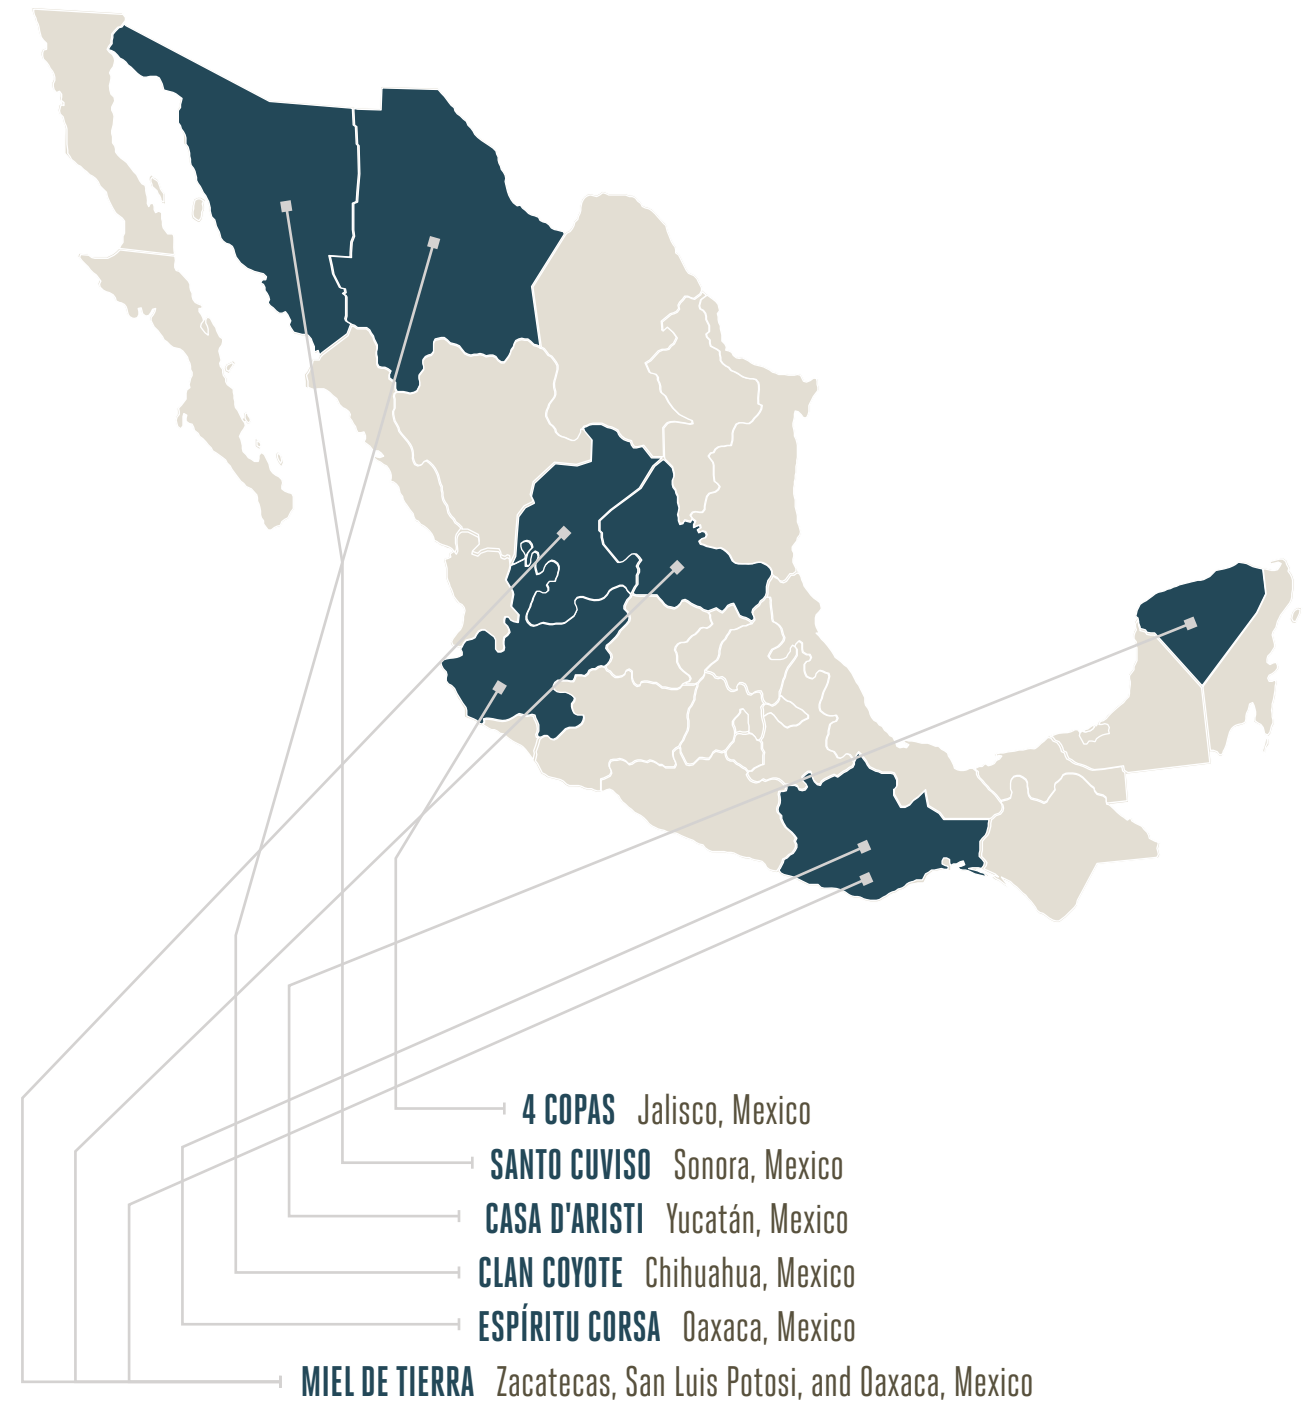 4 COPAS Jalisco, Mexico
SANTO CUVISO Sonora, Mexico
CASA D'ARISTI Yucatán, Mexico
CLAN COYOTE Chihuahua, Mexico
ESPÍRITU CORSA Oaxaca, Mexico
MIEL DE TIERRA Zacatecas, San Luis Potosi, and Oaxaca, Mexico